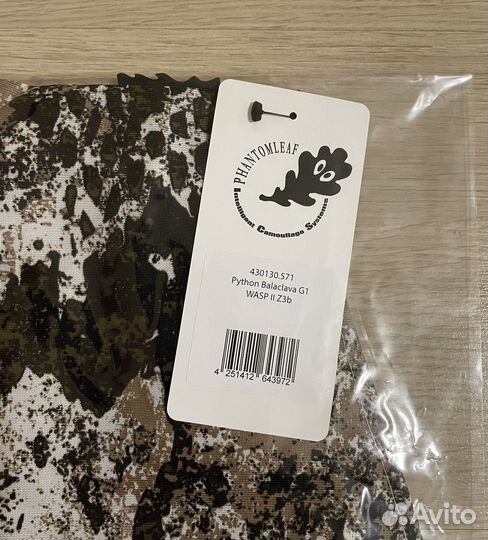 PHANTOMLEAF
Intelligent Camouflage Systems
430130.571
Python Balaclava G1
WASP II Z3b
4 251412 643972
Avito